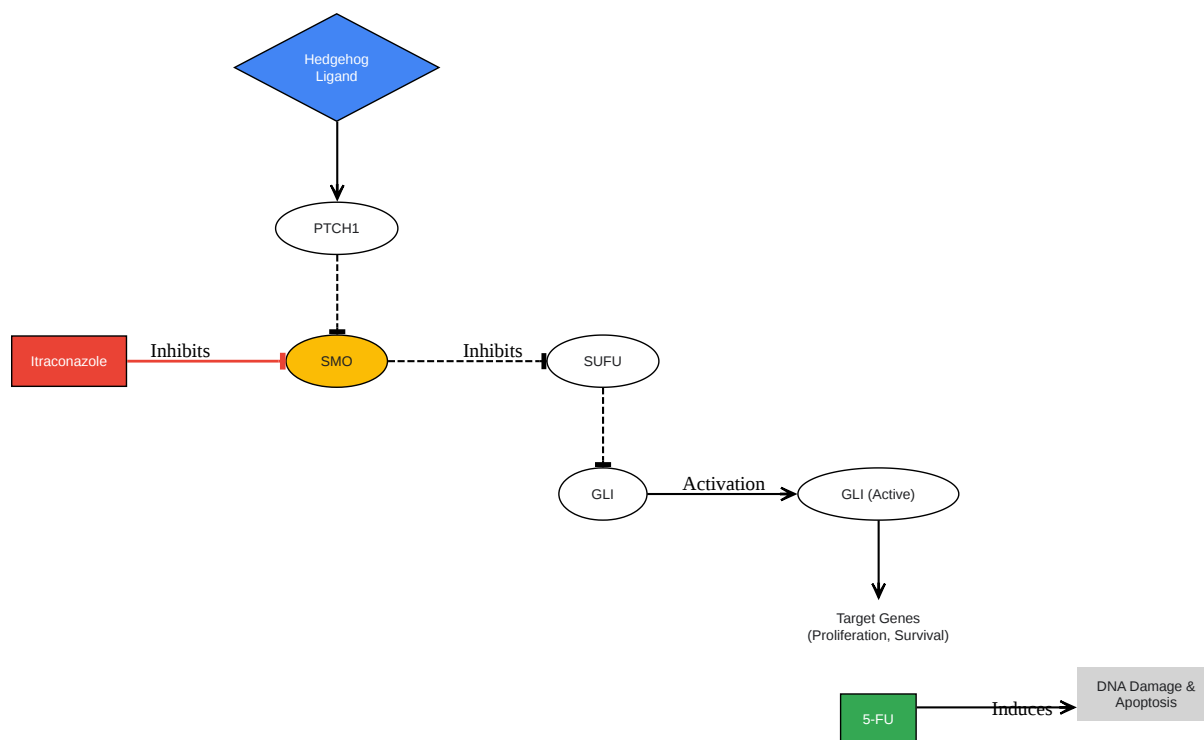 Hedgehog
Ligand
PTCH1
Itraconazole
Inhibits
SMO
Inhibits
SUFU
GLI
Activation
GLI (Active)
Target Genes
(Proliferation, Survival)
5-FU
Induces
DNA Damage &
Apoptosis